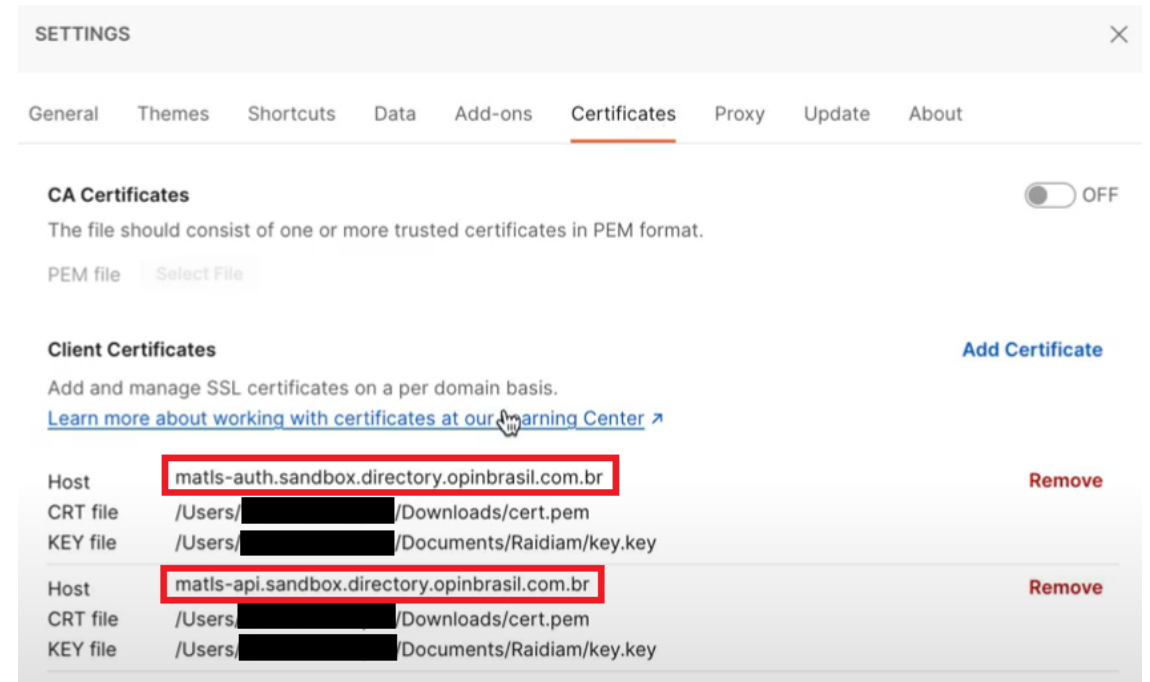 SETTINGS
General Themes Shortcuts Data Add-ons Certificates Proxy Update About
CA Certificates OFF
The file should consist of one or more trusted certificates in PEM format.
PEM file Select File
Client Certificates Add Certificate
Add and manage SSL certificates on a per domain basis.
Learn more about working with certificates at our Learning Center ↗
Host matls-auth.sandbox.directory.opinbrasil.com.br Remove
CRT file /Users/ /Downloads/cert.pem
KEY file /Users/ /Documents/Raidiam/key.key
Host matls-api.sandbox.directory.opinbrasil.com.br Remove
CRT file /Users/ /Downloads/cert.pem
KEY file /Users/ /Documents/Raidiam/key.key